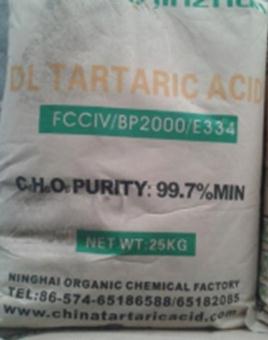 DL TARTARIC ACID
FCCIV/BP2000/E334
C4H6O6 PURITY: 99.7%MIN
NET WT:25KG
NINGHAI ORGANIC CHEMICAL FACTORY
TEL:86-574-65186588/65182085
www.chinatartaricacid.com